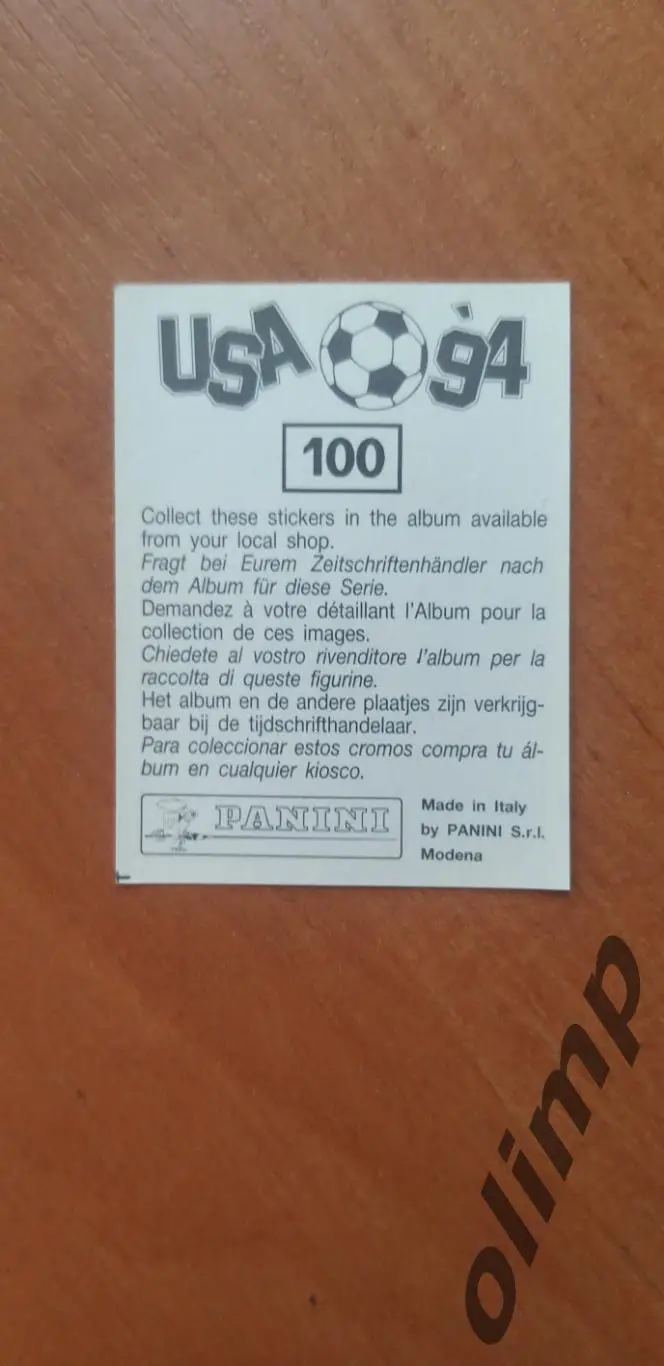 USA '94
100
Collect these stickers in the album available
from your local shop.
Fragt bei Eurem Zeitschriftenhändler nach
dem Album für diese Serie.
Demandez à votre détaillant l'Album pour la
collection de ces images.
Chiedete al vostro rivenditore l'album per la
raccolta di queste figurine.
Het album en de andere plaatjes zijn verkrijg-
baar bij de tijdschrifthandelaar.
Para coleccionar estos cromos compra tu ál-
bum en cualquier kiosco.
PANINI
Made in Italy
by PANINI S.r.l.
Modena
olimp